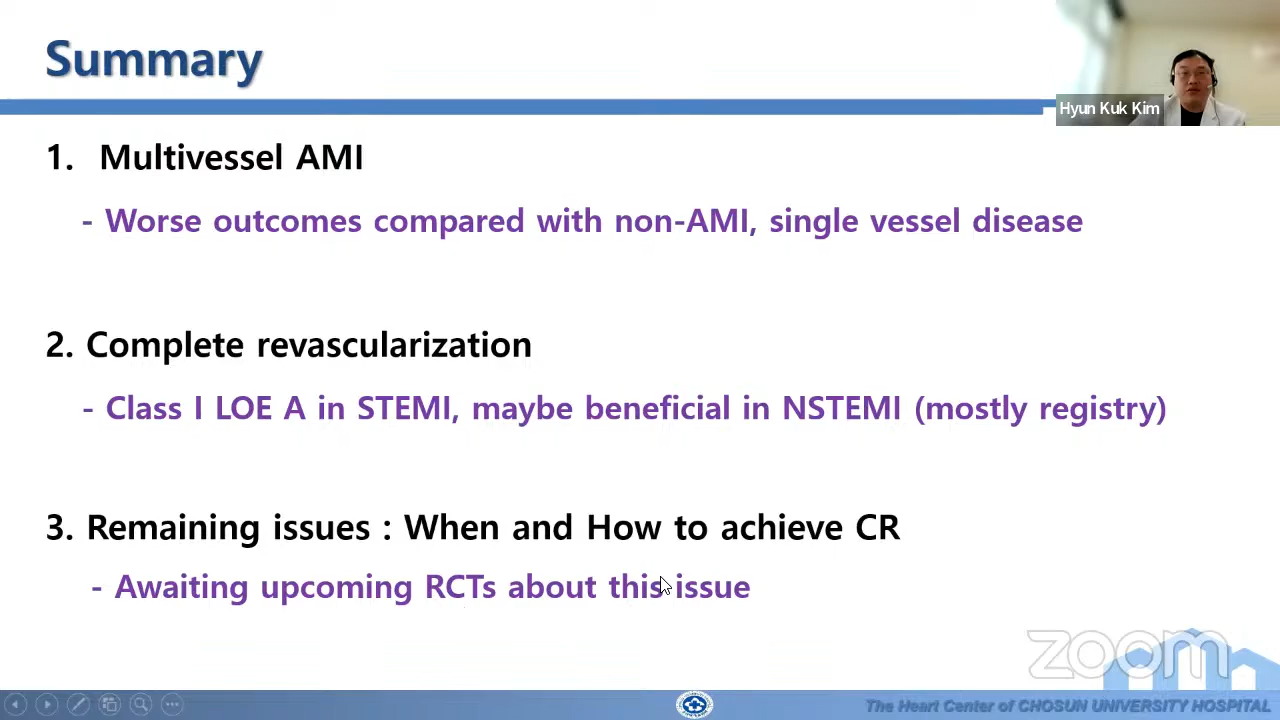 Summary
Hyun Kuk Kim
1. Multivessel AMI
- Worse outcomes compared with non-AMI, single vessel disease
2. Complete revascularization
- Class I LOE A in STEMI, maybe beneficial in NSTEMI (mostly registry)
3. Remaining issues : When and How to achieve CR
- Awaiting upcoming RCTs about this issue
zoom
The Heart Center of CHOSUN UNIVERSITY HOSPITAL